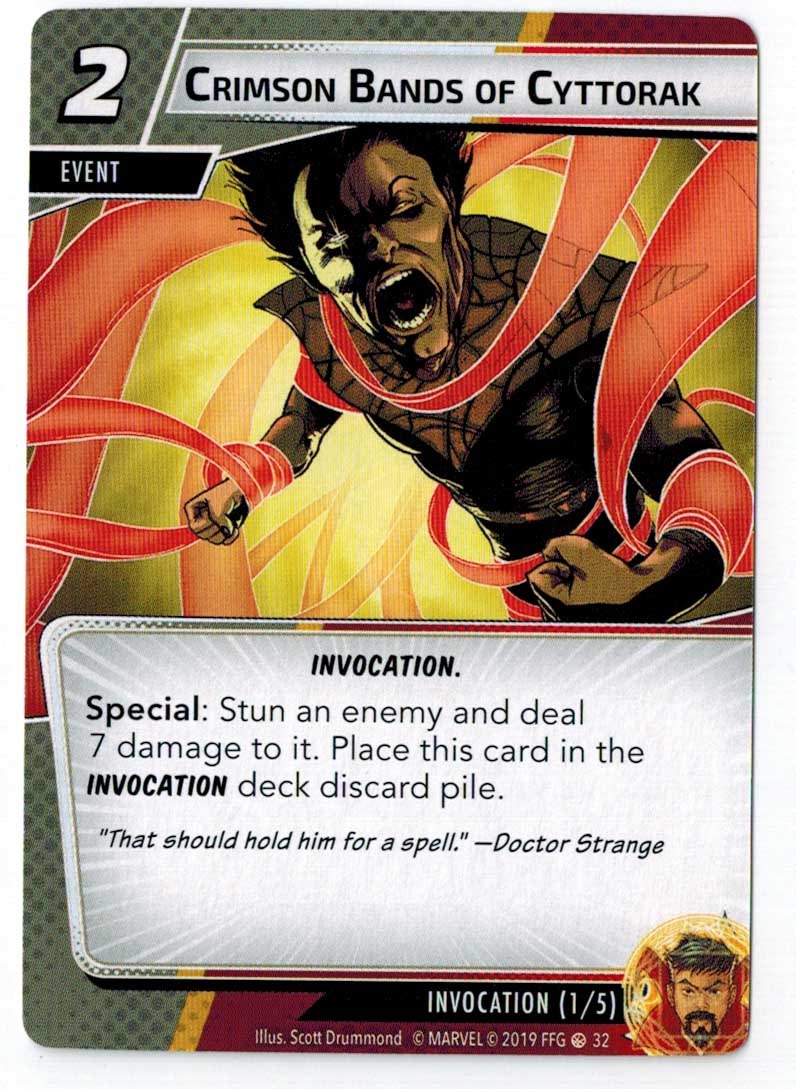 2
CRIMSON BANDS OF CYTTORAK
EVENT
INVOCATION.
Special: Stun an enemy and deal
7 damage to it. Place this card in the
INVOCATION deck discard pile.
"That should hold him for a spell." —Doctor Strange
INVOCATION (1/5)
Illus. Scott Drummond © MARVEL © 2019 FFG 32